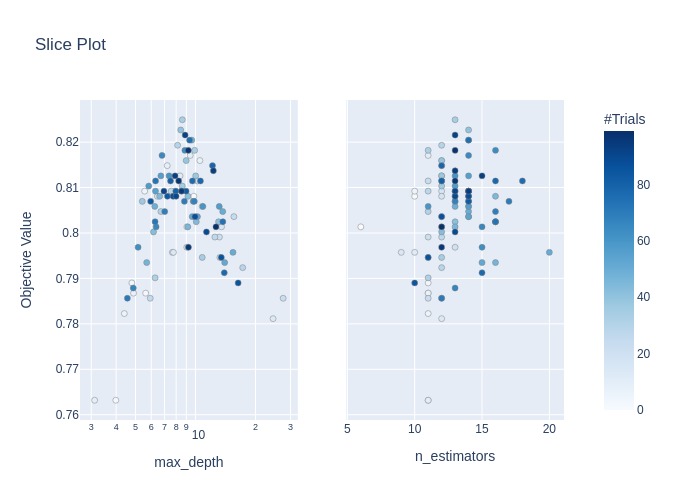 Slice Plot
#Trials
0.82
0.81
0.8
0.79
0.78
0.77
0.76
Objective Value
3 4 5 6 7 8 9 10 2 3
max_depth
5 10 15 20
n_estimators
80
60
40
20
0